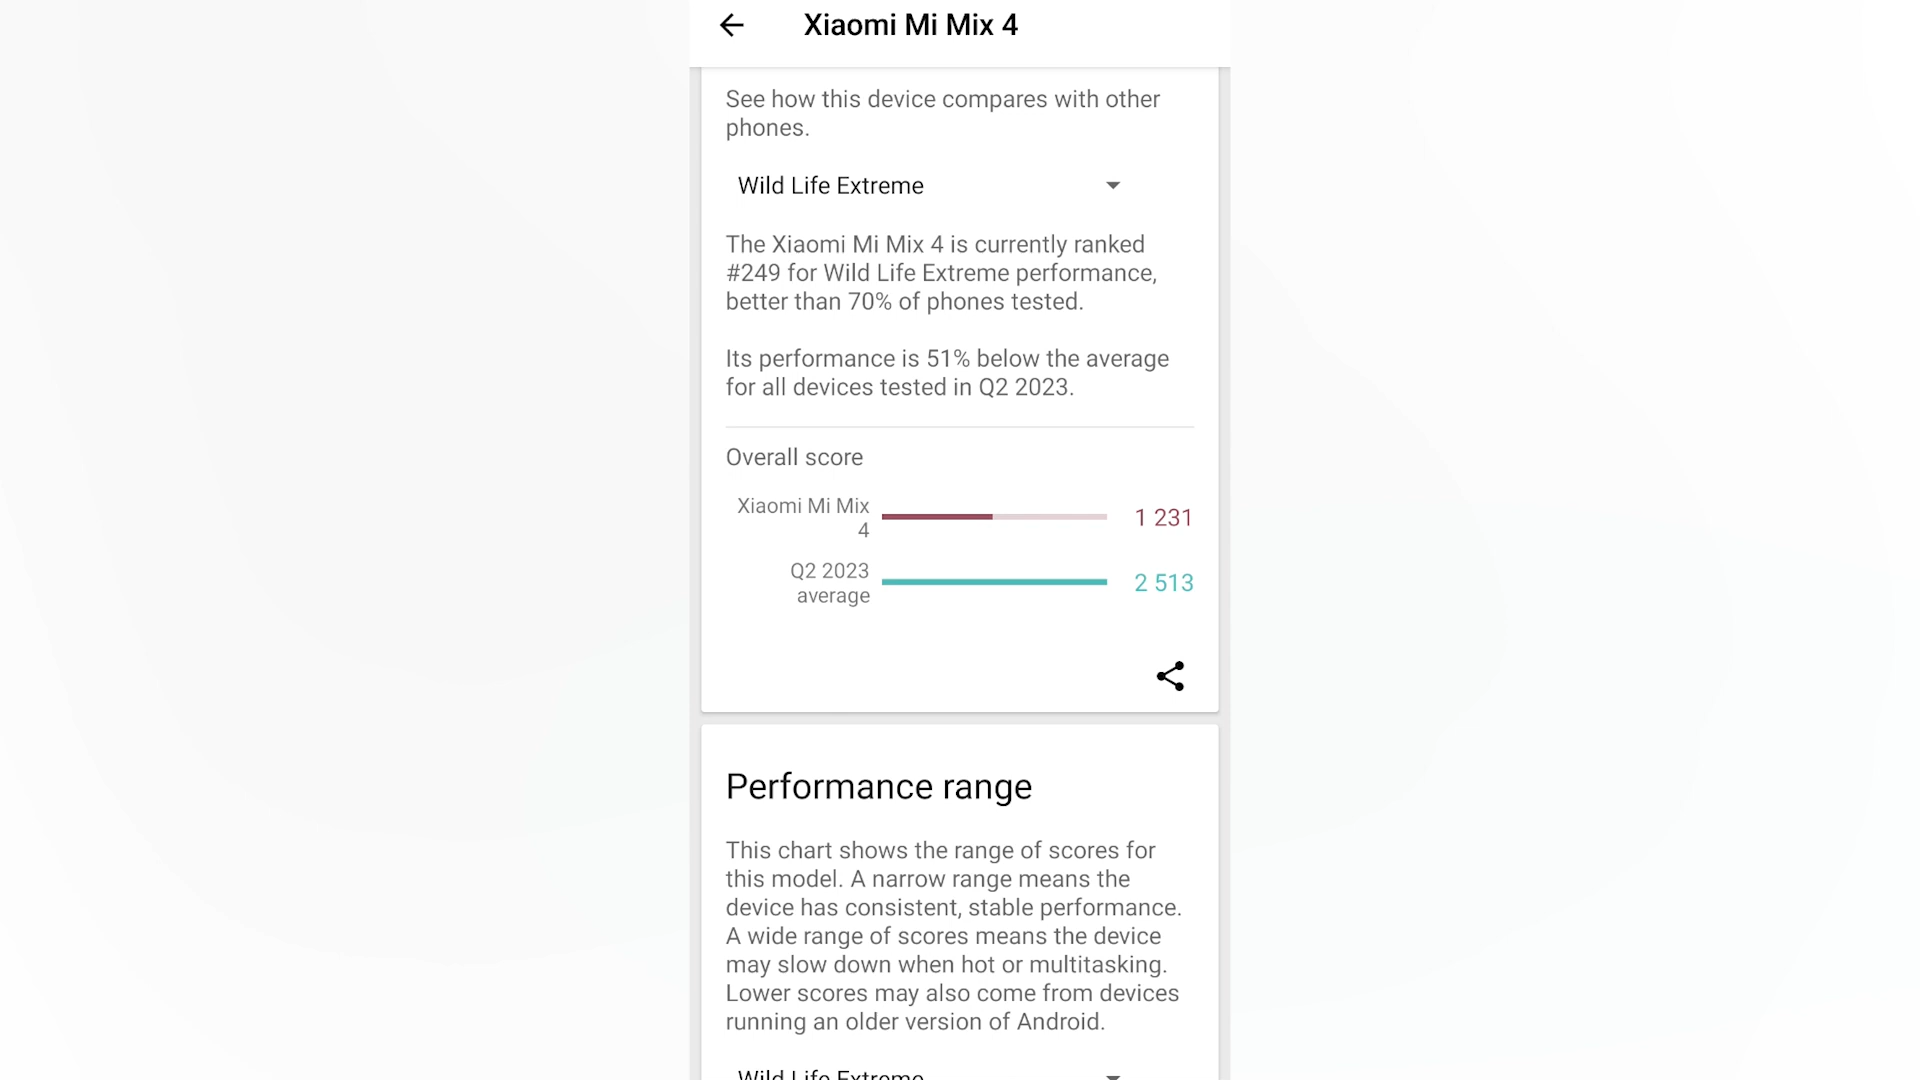 Xiaomi Mi Mix 4
See how this device compares with other
phones.
Wild Life Extreme
The Xiaomi Mi Mix 4 is currently ranked
#249 for Wild Life Extreme performance,
better than 70% of phones tested.
Its performance is 51% below the average
for all devices tested in Q2 2023.
Overall score
Xiaomi Mi Mix
4
1 231
Q2 2023
average
2 513
Performance range
This chart shows the range of scores for
this model. A narrow range means the
device has consistent, stable performance.
A wide range of scores means the device
may slow down when hot or multitasking.
Lower scores may also come from devices
running an older version of Android.
Wild Life Extreme